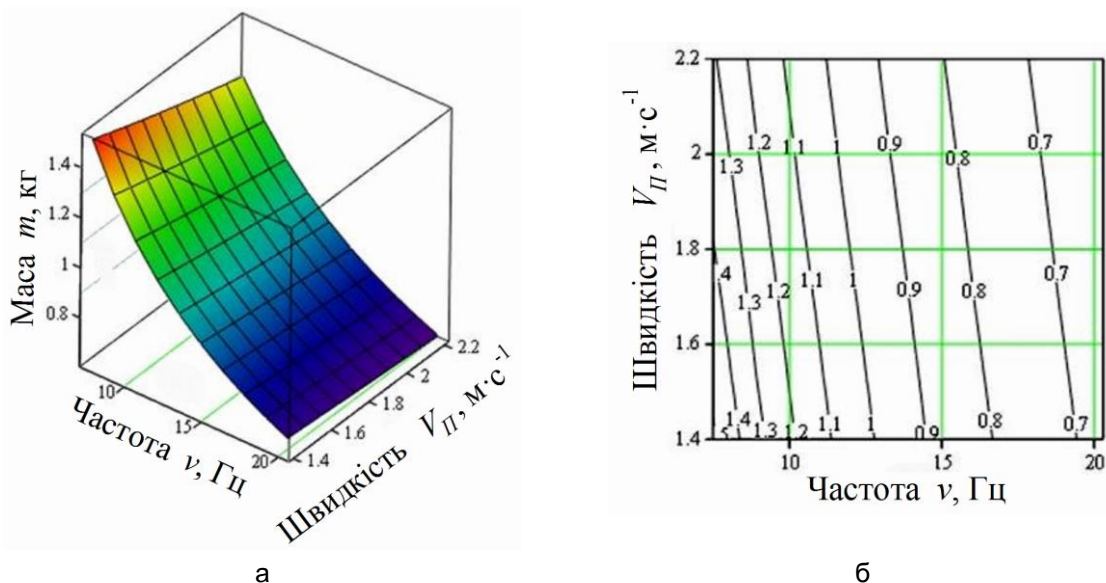 Маса m, кг
1.4
1.2
1
0.8
10
15
20
Частота ν, Гц
1.4
1.6
1.8
2
2.2
Швидкість V_П, м·с⁻¹
а
Швидкість V_П, м·с⁻¹
2.2
2
1.8
1.6
1.4
1.2 1.1 1 0.9 0.8 0.7
1.3
.4 1.3 1.2 1.1 1 0.9 0.8 0.7
1.4 1.3 1.2 1.1 1 0.9 0.8 0.7
10 15 20
Частота ν, Гц
б